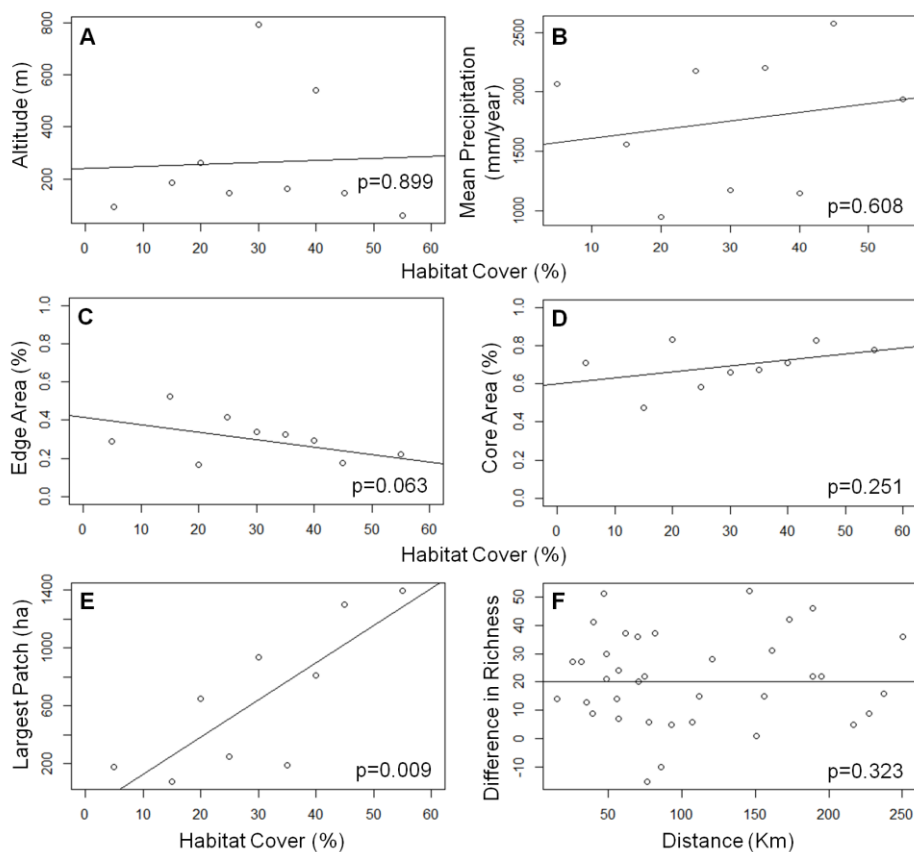 A
Altitude (m)
200 400 600 800
p=0.899
0 10 20 30 40 50 60
B
Mean Precipitation
(mm/year)
1000 1500 2000 2500
p=0.608
10 20 30 40 50
Habitat Cover (%)
C
Edge Area (%)
0.0 0.2 0.4 0.6 0.8 1.0
p=0.063
0 10 20 30 40 50 60
D
Core Area (%)
0.0 0.2 0.4 0.6 0.8 1.0
p=0.251
0 10 20 30 40 50 60
Habitat Cover (%)
E
Largest Patch (ha)
200 600 1000 1400
p=0.009
0 10 20 30 40 50 60
Habitat Cover (%)
F
Difference in Richness
-10 0 10 20 30 40 50
p=0.323
50 100 150 200 250
Distance (Km)